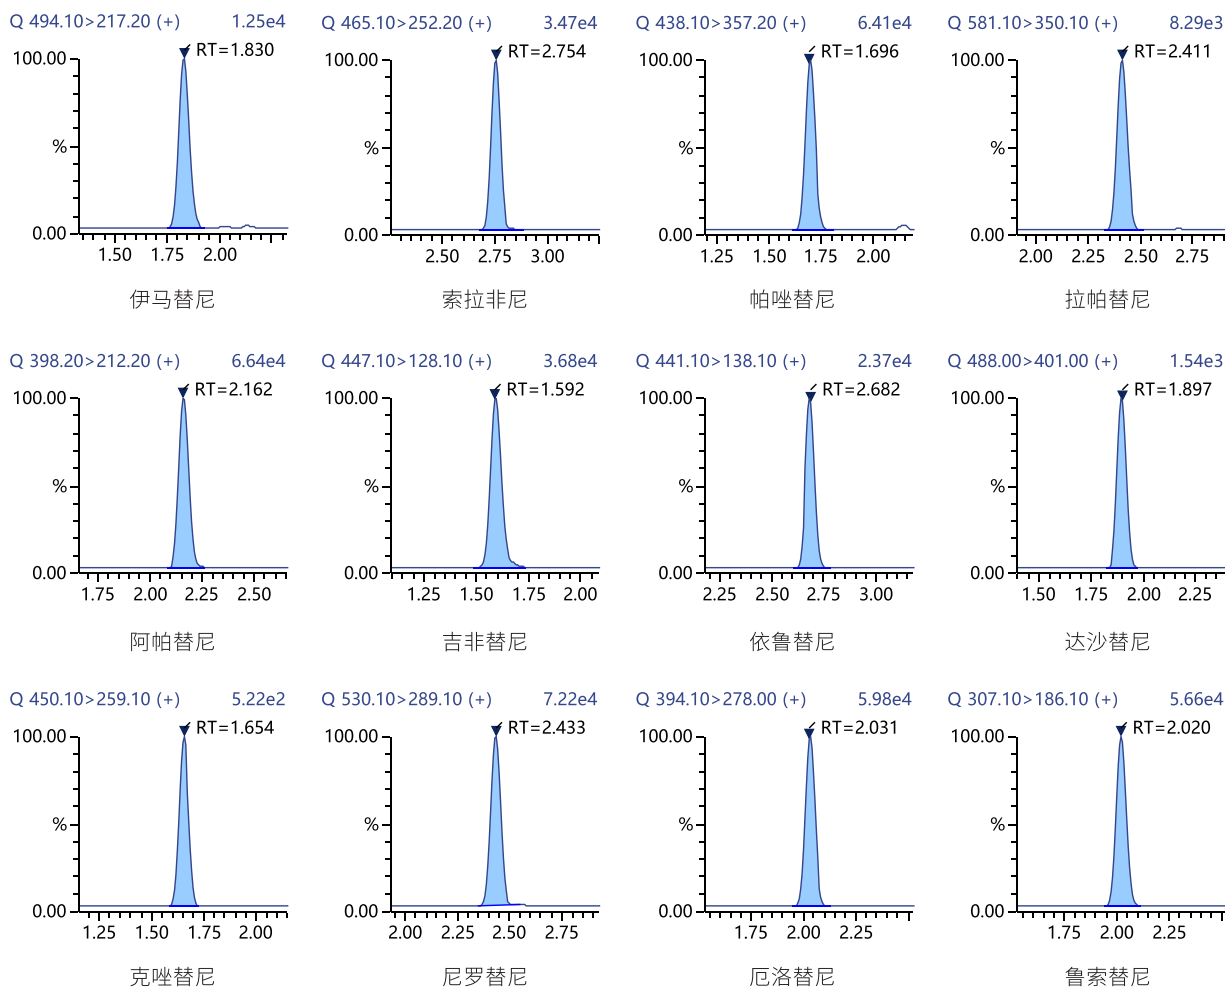 Q 494.10>217.20 (+) 1.25e4
RT=1.830
100.00
%
0.00
1.50 1.75 2.00
伊马替尼
Q 465.10>252.20 (+) 3.47e4
RT=2.754
100.00
%
0.00
2.50 2.75 3.00
索拉非尼
Q 438.10>357.20 (+) 6.41e4
RT=1.696
100.00
%
0.00
1.25 1.50 1.75 2.00
帕唑替尼
Q 581.10>350.10 (+) 8.29e3
RT=2.411
100.00
%
0.00
2.00 2.25 2.50 2.75
拉帕替尼
Q 398.20>212.20 (+) 6.64e4
RT=2.162
100.00
%
0.00
1.75 2.00 2.25 2.50
阿帕替尼
Q 447.10>128.10 (+) 3.68e4
RT=1.592
100.00
%
0.00
1.25 1.50 1.75 2.00
吉非替尼
Q 441.10>138.10 (+) 2.37e4
RT=2.682
100.00
%
0.00
2.25 2.50 2.75 3.00
依鲁替尼
Q 488.00>401.00 (+) 1.54e3
RT=1.897
100.00
%
0.00
1.50 1.75 2.00 2.25
达沙替尼
Q 450.10>259.10 (+) 5.22e2
RT=1.654
100.00
%
0.00
1.25 1.50 1.75 2.00
克唑替尼
Q 530.10>289.10 (+) 7.22e4
RT=2.433
100.00
%
0.00
2.00 2.25 2.50 2.75
尼罗替尼
Q 394.10>278.00 (+) 5.98e4
RT=2.031
100.00
%
0.00
1.75 2.00 2.25
厄洛替尼
Q 307.10>186.10 (+) 5.66e4
RT=2.020
100.00
%
0.00
1.75 2.00 2.25
鲁索替尼